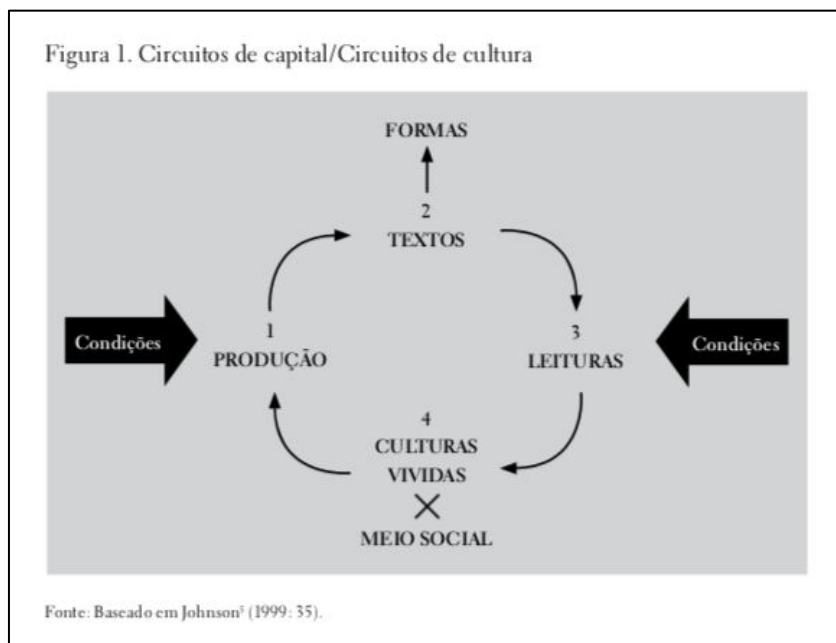 Figura 1. Circuitos de capital/Circuitos de cultura
FORMAS
2
TEXTOS
Condições
1
PRODUÇÃO
3
LEITURAS
Condições
4
CULTURAS
VIVIDAS
MEIO SOCIAL
Fonte: Baseado em Johnson⁵ (1999: 35).